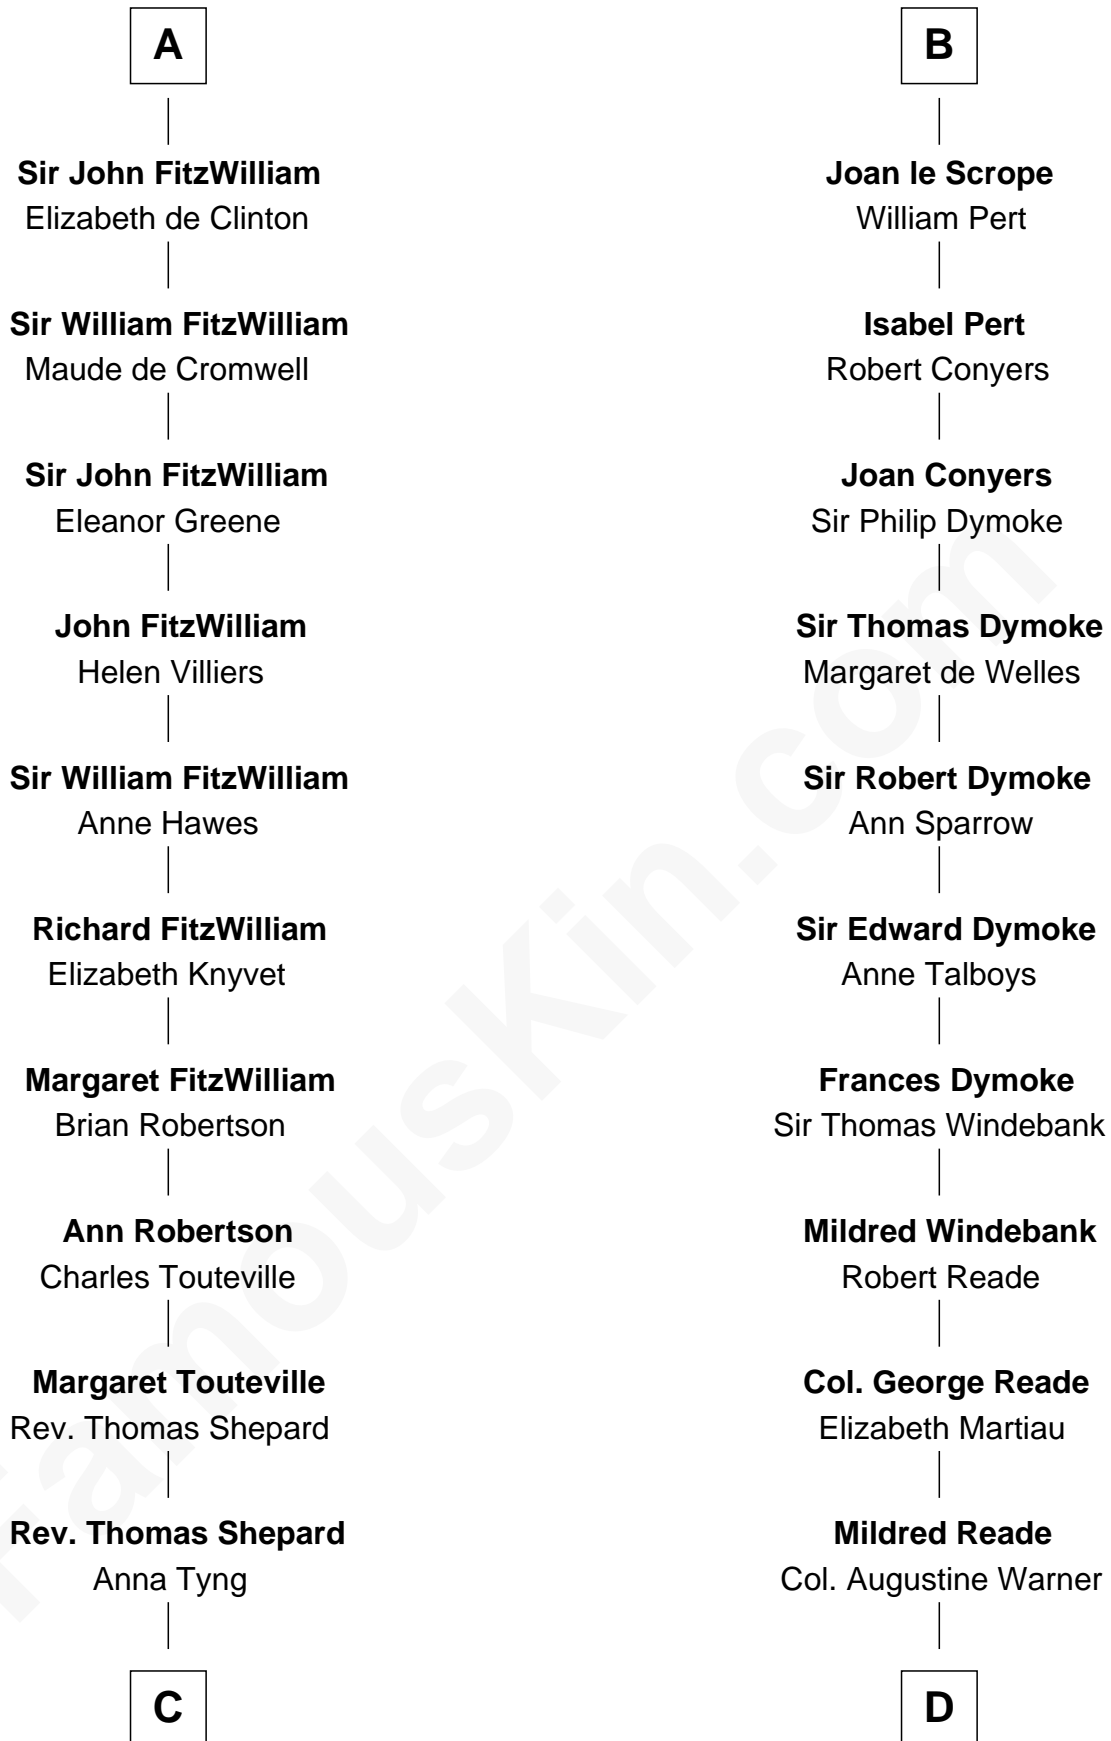 A
Sir John FitzWilliam
Elizabeth de Clinton
Sir William FitzWilliam
Maude de Cromwell
Sir John FitzWilliam
Eleanor Greene
John FitzWilliam
Helen Villiers
Sir William FitzWilliam
Anne Hawes
Richard FitzWilliam
Elizabeth Knyvet
Margaret FitzWilliam
Brian Robertson
Ann Robertson
Charles Touteville
Margaret Touteville
Rev. Thomas Shepard
Rev. Thomas Shepard
Anna Tyng
C
B
Joan le Scrope
William Pert
Isabel Pert
Robert Conyers
Joan Conyers
Sir Philip Dymoke
Sir Thomas Dymoke
Margaret de Welles
Sir Robert Dymoke
Ann Sparrow
Sir Edward Dymoke
Anne Talboys
Frances Dymoke
Sir Thomas Windebank
Mildred Windebank
Robert Reade
Col. George Reade
Elizabeth Martiau
Mildred Reade
Col. Augustine Warner
D
FamousKin.com